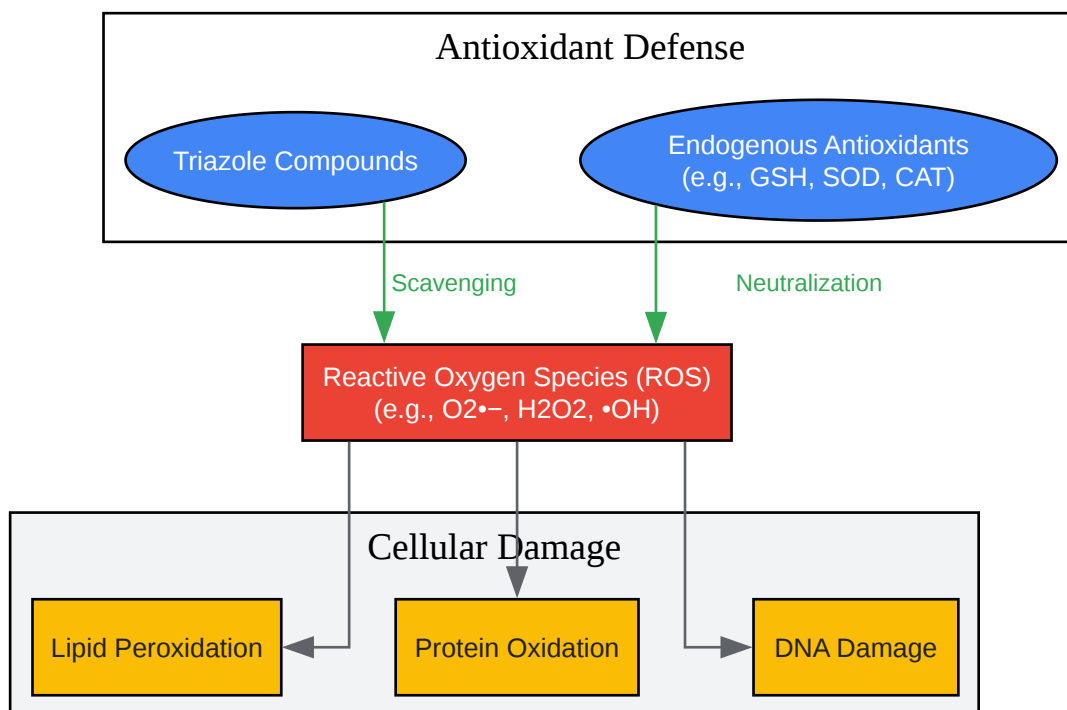 Antioxidant Defense
Triazole Compounds
Endogenous Antioxidants
(e.g., GSH, SOD, CAT)
Scavenging
Neutralization
Reactive Oxygen Species (ROS)
(e.g., O2•−, H2O2, •OH)
Cellular Damage
Lipid Peroxidation
Protein Oxidation
DNA Damage